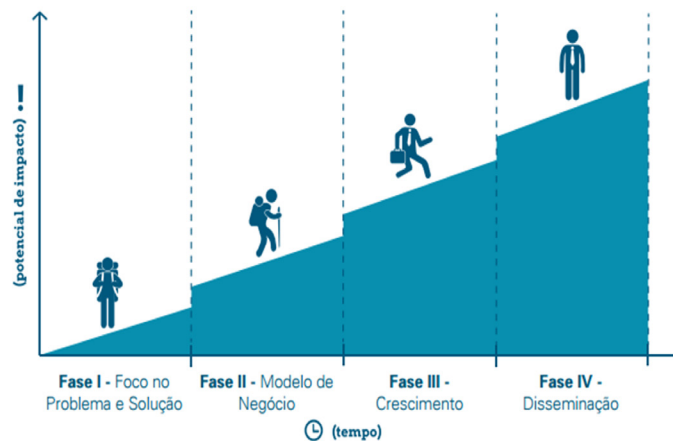 (potencial de impacto)
Fase I - Foco no
Problema e Solução
Fase II - Modelo de
Negócio
Fase III -
Crescimento
Fase IV -
Disseminação
(tempo)